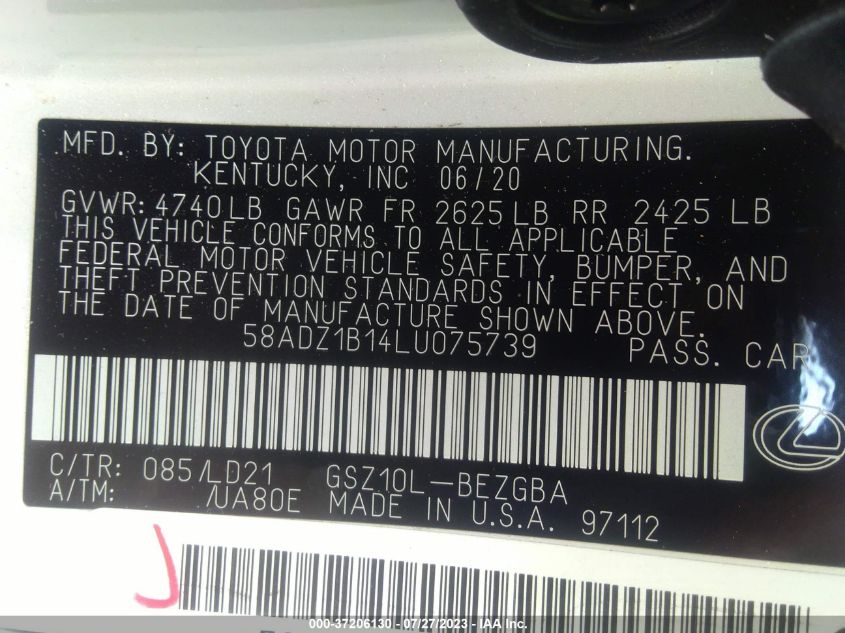 MFD. BY: TOYOTA MOTOR MANUFACTURING.
KENTUCKY, INC 06/20
GVWR: 4740LB GAWR FR 2625LB RR 2425 LB
THIS VEHICLE CONFORMS TO ALL APPLICABLE
FEDERAL MOTOR VEHICLE SAFETY, BUMPER, AND
THEFT PREVENTION STANDARDS IN EFFECT ON
THE DATE OF MANUFACTURE SHOWN ABOVE.
58ADZ1B14LU075739 PASS. CAR
C/TR: 085/LD21 GSZ10L-BEZGBA
A/TM: /UA80E MADE IN U.S.A. 97112
000-37206130 - 07/27/2023 - IAA Inc.